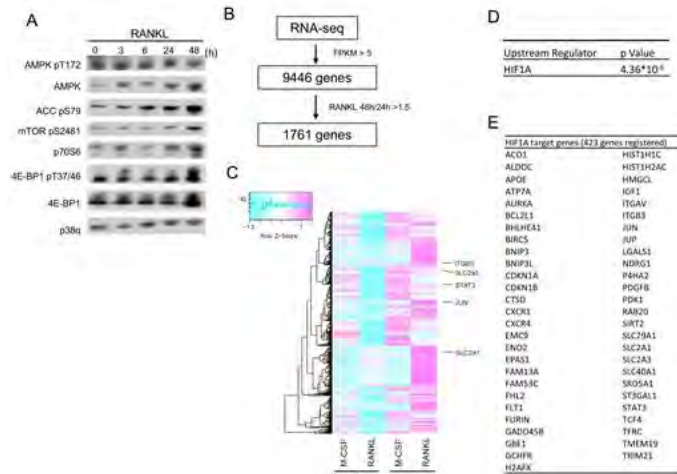 A
RANKL
0 3 6 24 48 (h)
AMPK pT172
AMPK
ACC pS79
mTOR pS2481
p70S6
4E-BP1 pT37/46
4E-BP1
p38α
B
RNA-seq
FPKM > 5
9446 genes
RANKL 48h/24h >1.5
1761 genes
C
Row Z-Score
STAT3
JUN
SLC2A1
M-CSF
RANKL
M-CSF
RANKL
D
Upstream Regulator p Value
HIF1A
E
HIF1A target genes (423 genes registered)
ACO1 HIST1H1C
ALDOC HIST1H2AC
APOE HMGCL
ATP7A IGF1
AURKA ITGAV
BCL2L1 ITGB3
BHLHE41 JUN
BIRC5 JUP
BNIP3 LGALS1
BNIP3L NDRG1
CDKN1A P4HA2
CDKN1B PDGFB
CTSD PDK1
CXCR1 RAB20
CXCR4 SIRT2
EMC9 SLC29A1
ENO2 SLC2A1
EPAS1 SLC2A3
FAM13A SLC40A1
FAM53C SRD5A1
FHL2 ST3GAL1
FLT1 STAT3
FURIN TCF4
GADD45B TFRC
GBE1 TMEM19
GCHFR TRIM21
H2AFX